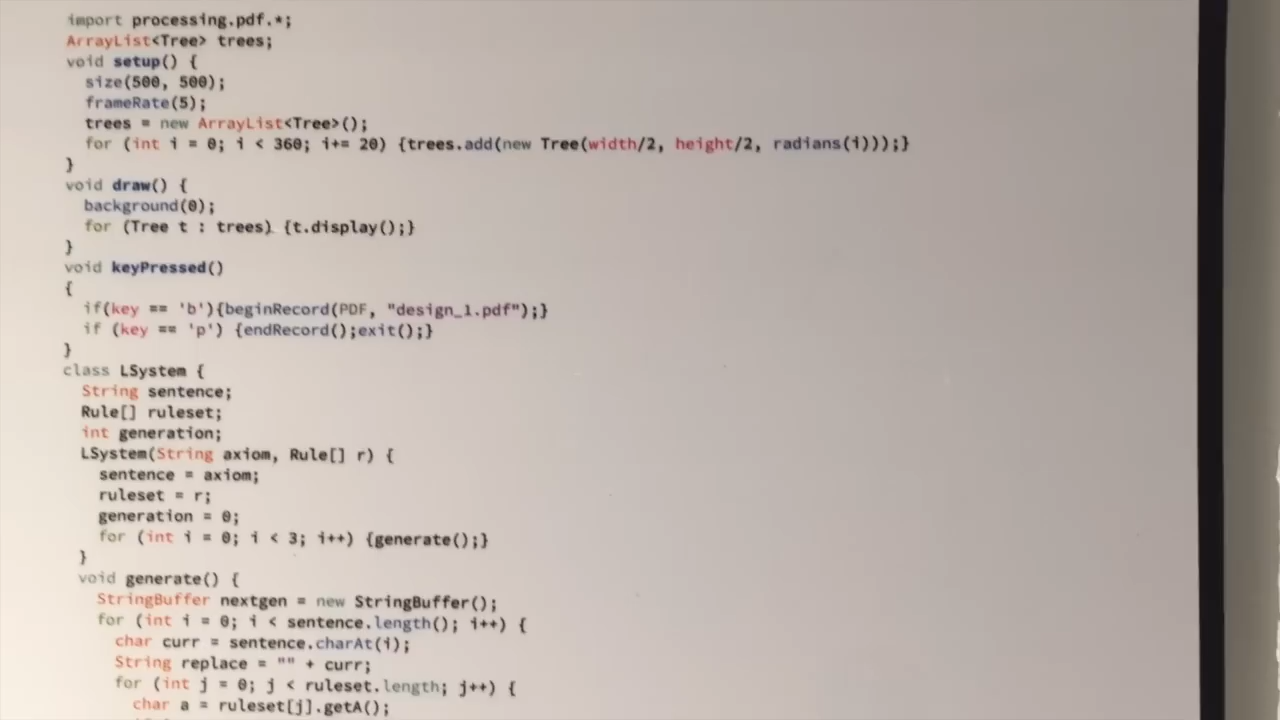 import processing.pdf.*;
ArrayList<Tree> trees;
void setup() {
size(500, 500);
frameRate(5);
trees = new ArrayList<Tree>();
for (int i = 0; i < 360; i+= 20) {trees.add(new Tree(width/2, height/2, radians(i)));}
}
void draw() {
background(0);
for (Tree t : trees) {t.display();}
}
void keyPressed()
{
if(key == 'b'){beginRecord(PDF, "design_1.pdf");}
if (key == 'p') {endRecord();exit();}
}
class LSystem {
String sentence;
Rule[] ruleset;
int generation;
LSystem(String axiom, Rule[] r) {
sentence = axiom;
ruleset = r;
generation = 0;
for (int i = 0; i < 3; i++) {generate();}
}
void generate() {
StringBuffer nextgen = new StringBuffer();
for (int i = 0; i < sentence.length(); i++) {
char curr = sentence.charAt(i);
String replace = "" + curr;
for (int j = 0; j < ruleset.length; j++) {
char a = ruleset[j].getA();